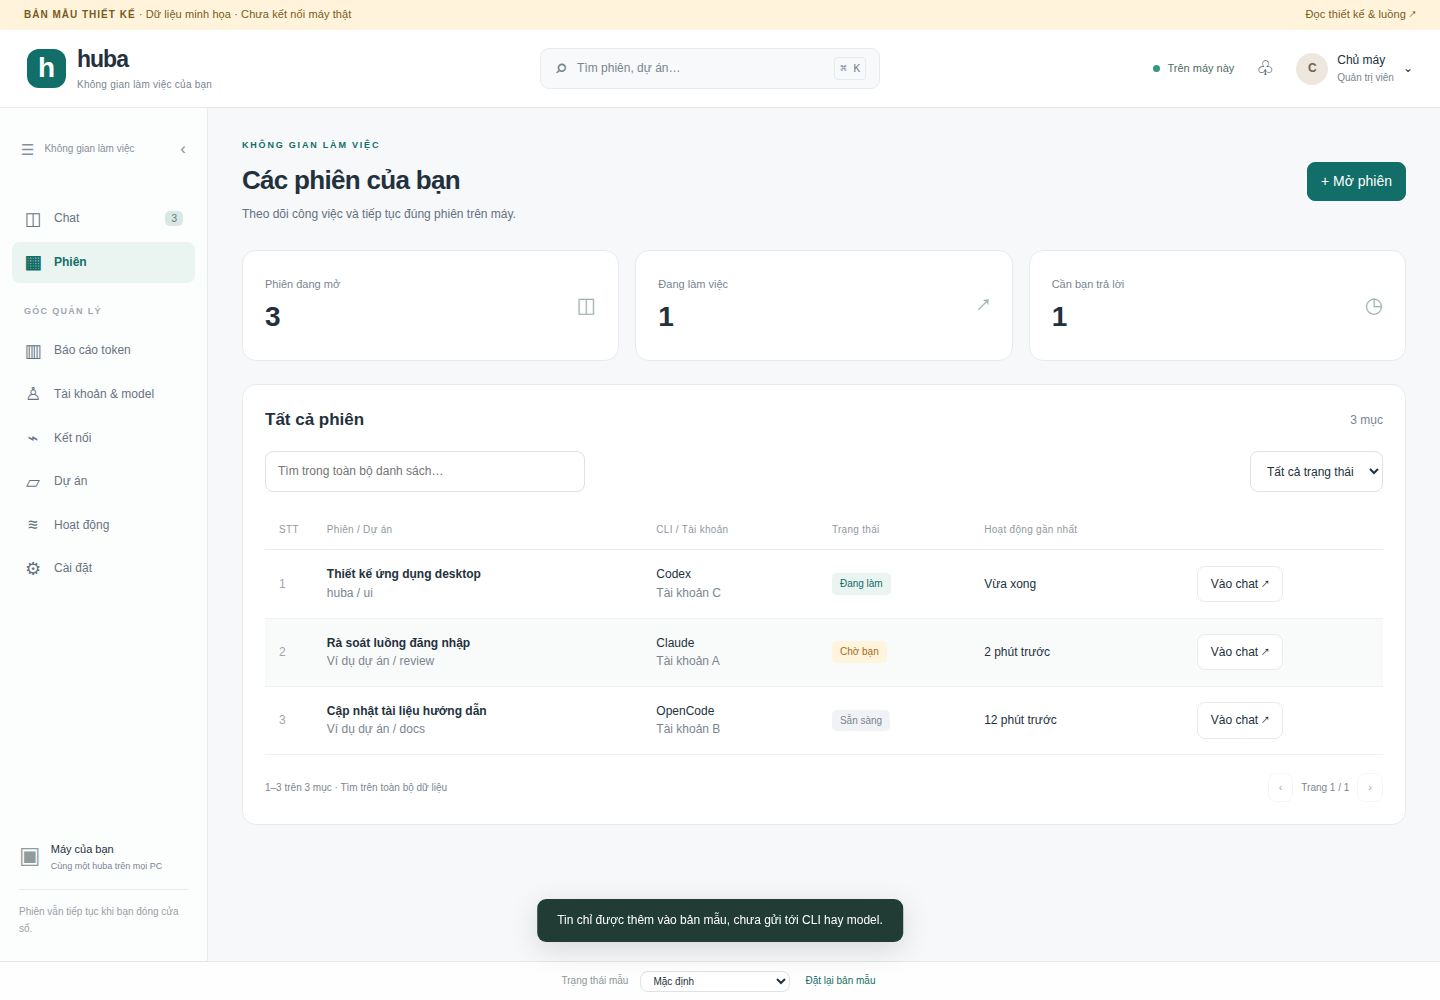 BẢN MẪU THIẾT KẾ · Dữ liệu minh họa · Chưa kết nối máy thật
Đọc thiết kế & luồng ↗
h
huba
Không gian làm việc của bạn
Tìm phiên, dự án…
⌘ K
Trên máy này
C
Chủ máy
Quản trị viên
Không gian làm việc
Chat
3
Phiên
GÓC QUẢN LÝ
Báo cáo token
Tài khoản & model
Kết nối
Dự án
Hoạt động
Cài đặt
Máy của bạn
Cùng một huba trên mọi PC
Phiên vẫn tiếp tục khi bạn đóng cửa
sổ.
KHÔNG GIAN LÀM VIỆC
Các phiên của bạn
Theo dõi công việc và tiếp tục đúng phiên trên máy.
+ Mở phiên
Phiên đang mở
3
Đang làm việc
1
Cần bạn trả lời
1
Tất cả phiên
3 mục
Tìm trong toàn bộ danh sách…
Tất cả trạng thái
STT
Phiên / Dự án
CLI / Tài khoản
Trạng thái
Hoạt động gần nhất
1
Thiết kế ứng dụng desktop
huba / ui
Codex
Tài khoản C
Đang làm
Vừa xong
Vào chat ↗
2
Rà soát luồng đăng nhập
Ví dụ dự án / review
Claude
Tài khoản A
Chờ bạn
2 phút trước
Vào chat ↗
3
Cập nhật tài liệu hướng dẫn
Ví dụ dự án / docs
OpenCode
Tài khoản B
Sẵn sàng
12 phút trước
Vào chat ↗
1–3 trên 3 mục · Tìm trên toàn bộ dữ liệu
‹ Trang 1 / 1 ›
Tin chỉ được thêm vào bản mẫu, chưa gửi tới CLI hay model.
Trạng thái mẫu
Mặc định
Đặt lại bản mẫu